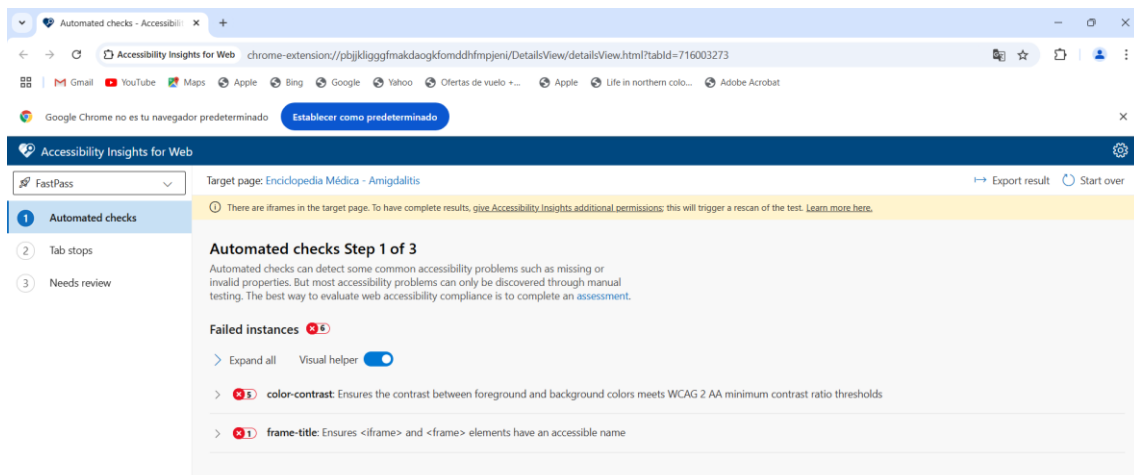 Automated checks - Accessibili
Accessibility Insights for Web
chrome-extension://pbjjkligggfmakdaogkfomddhfmpjeni/DetailsView/detailsView.html?tabId=716003273
Gmail YouTube Maps Apple Bing Google Yahoo Ofertas de vuelo +... Apple Life in northern colo... Adobe Acrobat
Google Chrome no es tu navegador predeterminado Establecer como predeterminado
Accessibility Insights for Web
FastPass
Target page: Enciclopedia Médica - Amigdalitis
Export result Start over
There are iframes in the target page. To have complete results, give Accessibility Insights additional permissions; this will trigger a rescan of the test. Learn more here.
1 Automated checks
2 Tab stops
3 Needs review
Automated checks Step 1 of 3
Automated checks can detect some common accessibility problems such as missing or
invalid properties. But most accessibility problems can only be discovered through manual
testing. The best way to evaluate web accessibility compliance is to complete an assessment.
Failed instances 6
Expand all Visual helper
5 color-contrast: Ensures the contrast between foreground and background colors meets WCAG 2 AA minimum contrast ratio thresholds
1 frame-title: Ensures <iframe> and <frame> elements have an accessible name